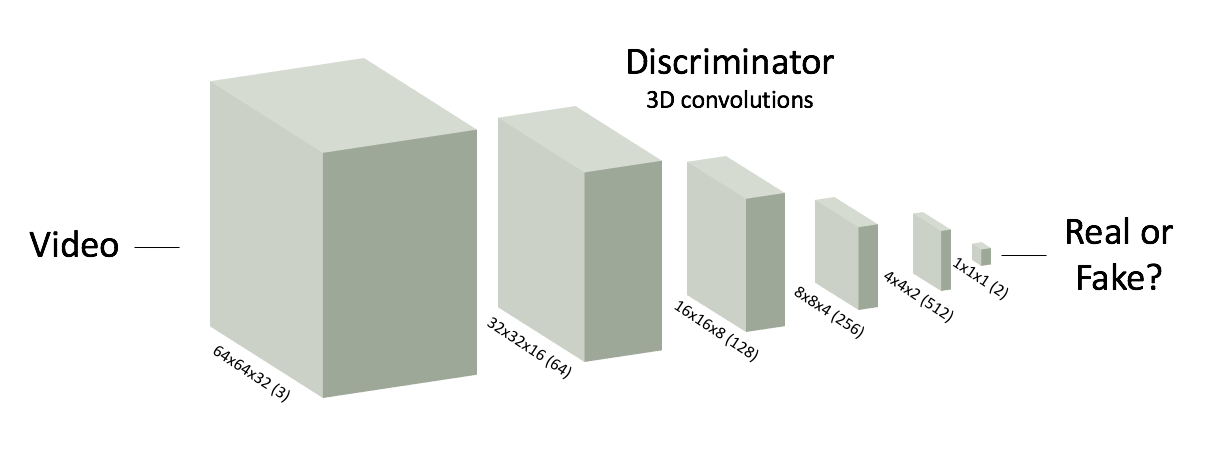 Discriminator
3D convolutions
Video
64x64x32 (3)
32x32x16 (64)
16x16x8 (128)
8x8x4 (256)
4x4x2 (512)
1x1x1 (2)
Real or
Fake?